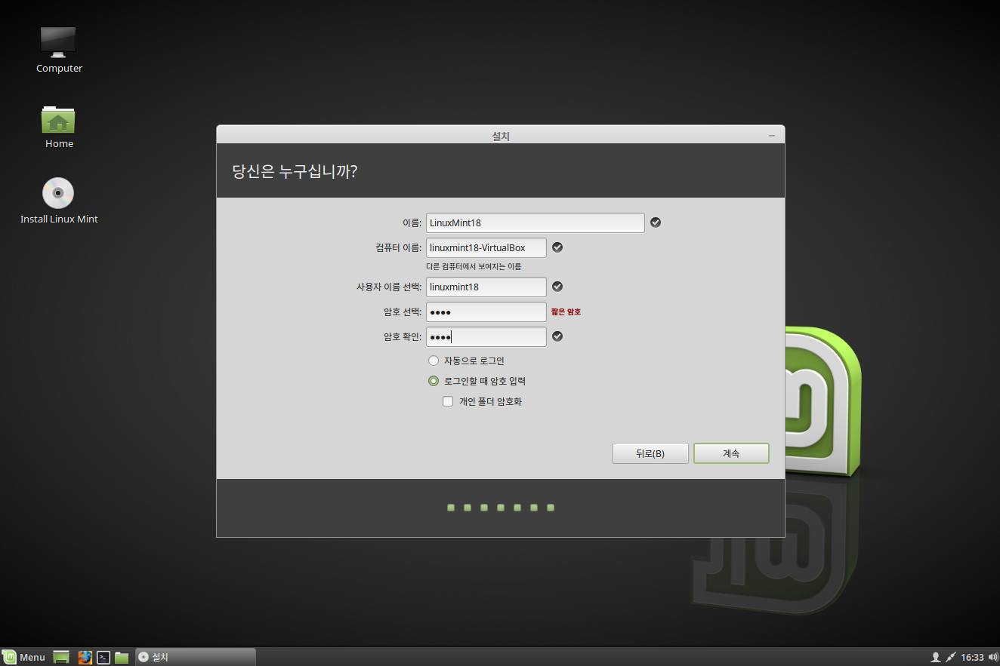 Computer
Home
Install Linux Mint
설치
당신은 누구십니까?
이름: LinuxMint18
컴퓨터 이름: linuxmint18-VirtualBox
다른 컴퓨터에서 보여지는 이름
사용자 이름 선택: linuxmint18
암호 선택: ●●●● 짧은 암호
암호 확인: ●●●●
자동으로 로그인
로그인할 때 암호 입력
개인 폴더 암호화
뒤로(B) 계속
Menu 설치 16:33